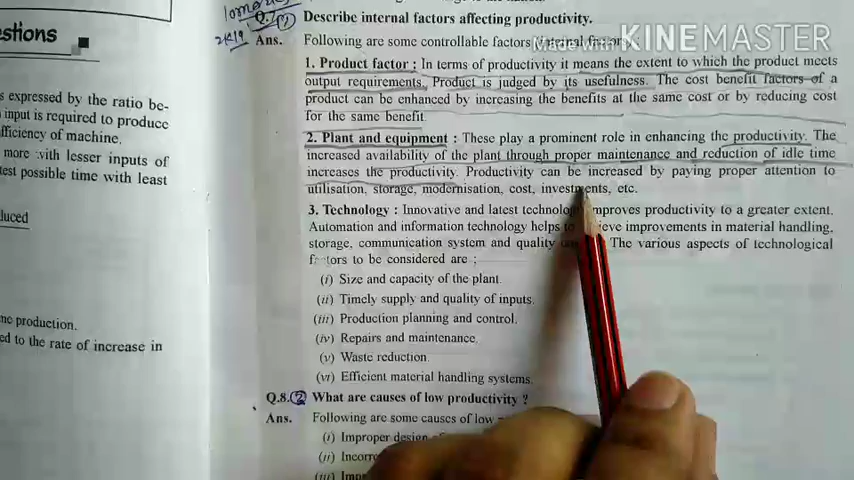 Made with KINEMASTER
estions
s expressed by the ratio be-
input is required to produce
fficiency of machine.
more with lesser inputs of
test possible time with least
luced
ne production.
ed to the rate of increase in
Q.7 (1) Describe internal factors affecting productivity.
2K19 Ans. Following are some controllable factors
1. Product factor : In terms of productivity it means the extent to which the product meets
output requirements. Product is judged by its usefulness. The cost benefit factors of a
product can be enhanced by increasing the benefits at the same cost or by reducing cost
for the same benefit.
2. Plant and equipment : These play a prominent role in enhancing the productivity. The
increased availability of the plant through proper maintenance and reduction of idle time
increases the productivity. Productivity can be increased by paying proper attention to
utilisation, storage, modernisation, cost, investments, etc.
3. Technology : Innovative and latest technolo improves productivity to a greater extent.
Automation and information technology helps to ieve improvements in material handling,
storage, communication system and quality The various aspects of technological
factors to be considered are ;
(i) Size and capacity of the plant.
(ii) Timely supply and quality of inputs.
(iii) Production planning and control.
(iv) Repairs and maintenance.
(v) Waste reduction.
(vi) Efficient material handling systems.
Q.8.(2) What are causes of low productivity ?
Ans. Following are some causes of low
(i) Improper design
(ii) Incorre
(iii) Imp